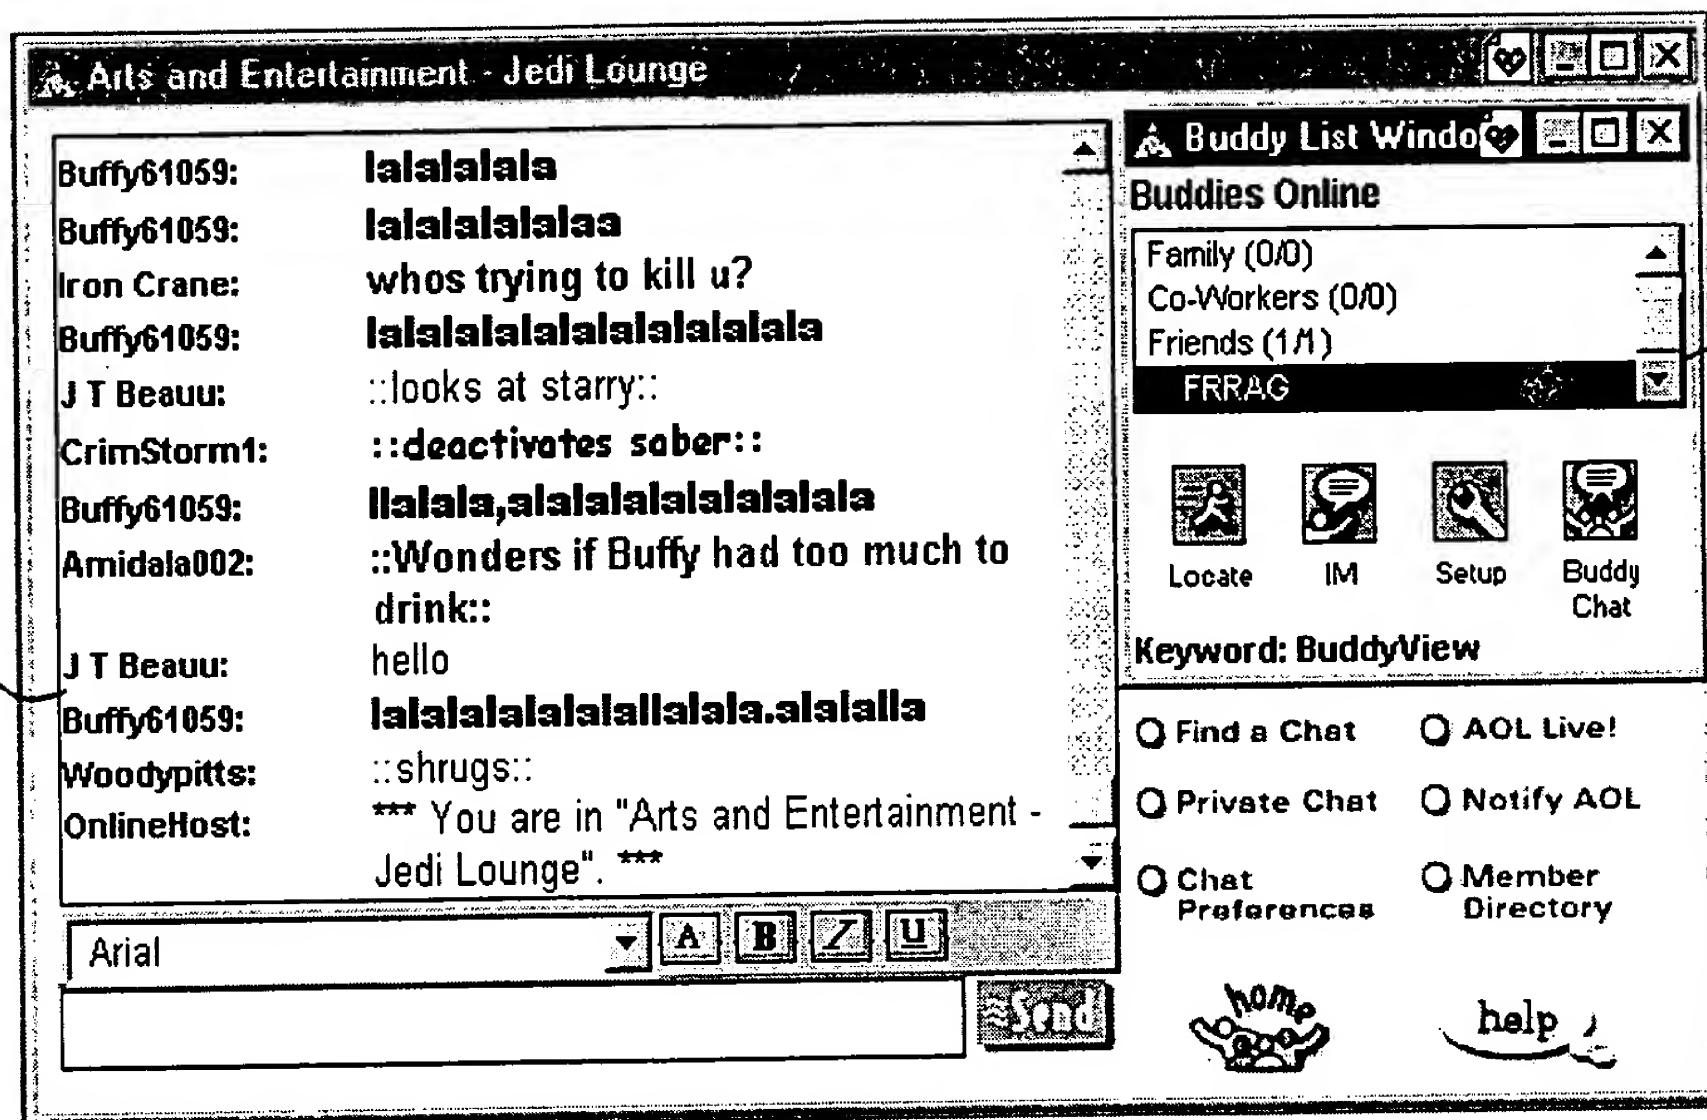 Arts and Entertainment - Jedi Lounge
Buffy61059: lalalalala
Buffy61059: lalalalalalaa
Iron Crane: whos trying to kill u?
Buffy61059: lalalalalalalalalalalala
J T Beauu: ::looks at starry::
CrimStorm1: ::deactivates saber::
Buffy61059: llalala,alalalalalalalalala
Amidala002: ::Wonders if Buffy had too much to
drink::
J T Beauu: hello
Buffy61059: lalalalalalalallalala.alalalla
Woodypitts: ::shrugs::
OnlineHost: *** You are in "Arts and Entertainment -
Jedi Lounge". ***
Arial
A B I U
Send
Buddy List Windo
Buddies Online
Family (0/0)
Co-Workers (0/0)
Friends (1/1)
FRRAG
Locate IM Setup Buddy
Chat
Keyword: BuddyView
Find a Chat AOL Live!
Private Chat Notify AOL
Chat Member
Preferences Directory
home help